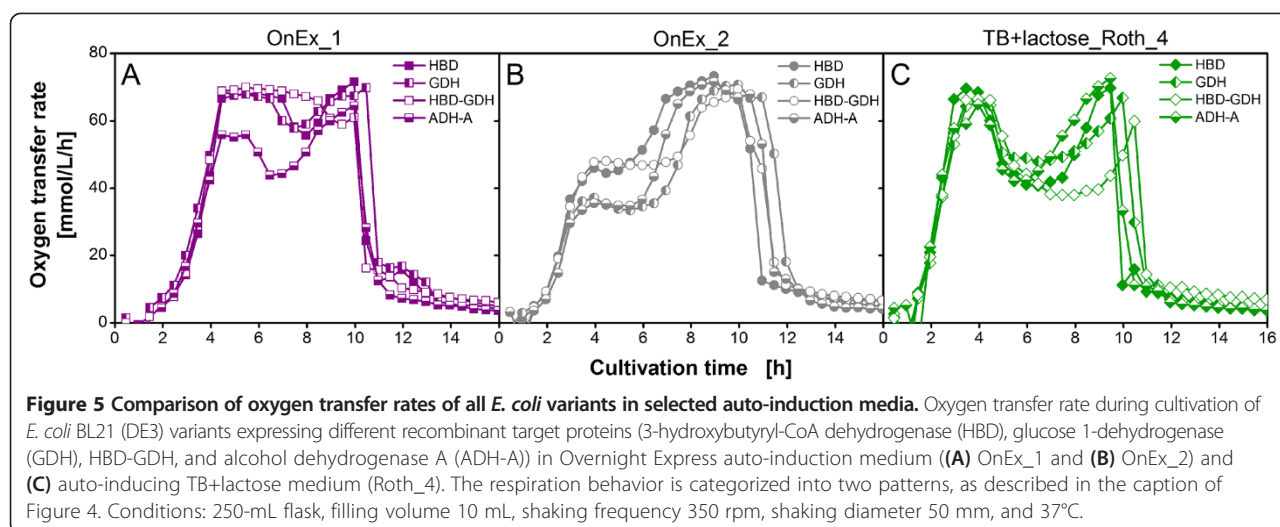 OnEx_1
OnEx_2
TB+lactose_Roth_4
A
HBD
GDH
HBD-GDH
ADH-A
B
HBD
GDH
HBD-GDH
ADH-A
C
HBD
GDH
HBD-GDH
ADH-A
Oxygen transfer rate
[mmol/L/h]
80
60
40
20
0
0 2 4 6 8 10 12 14 0 2 4 6 8 10 12 14 0 2 4 6 8 10 12 14 16
Cultivation time [h]
Figure 5 Comparison of oxygen transfer rates of all E. coli variants in selected auto-induction media. Oxygen transfer rate during cultivation of
E. coli BL21 (DE3) variants expressing different recombinant target proteins (3-hydroxybutyryl-CoA dehydrogenase (HBD), glucose 1-dehydrogenase
(GDH), HBD-GDH, and alcohol dehydrogenase A (ADH-A)) in Overnight Express auto-induction medium ((A) OnEx_1 and (B) OnEx_2) and
(C) auto-inducing TB+lactose medium (Roth_4). The respiration behavior is categorized into two patterns, as described in the caption of
Figure 4. Conditions: 250-mL flask, filling volume 10 mL, shaking frequency 350 rpm, shaking diameter 50 mm, and 37°C.